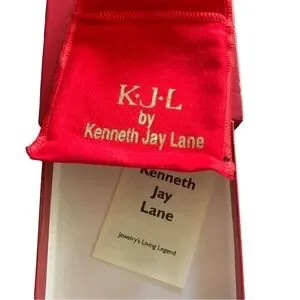 K·J·L
by
Kenneth Jay Lane
Kenneth
Jay
Lane
Jewelry's Living Legend